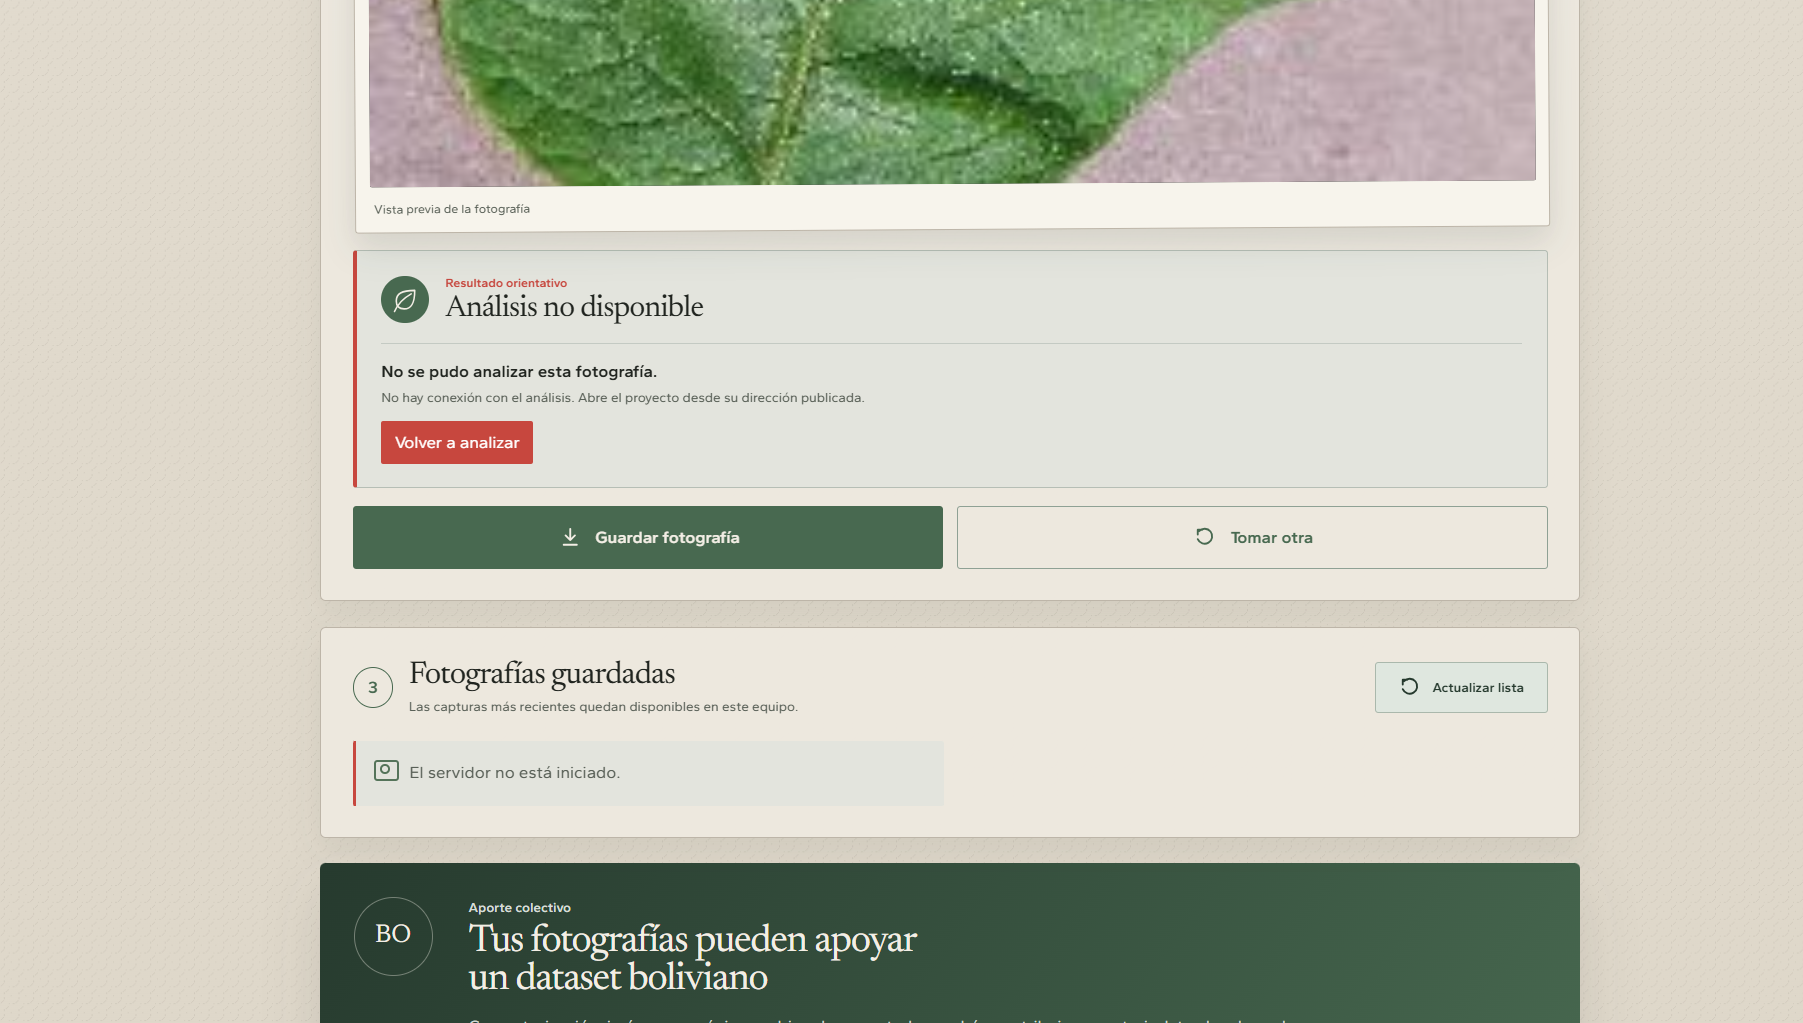 Vista previa de la fotografía
Resultado orientativo
Análisis no disponible
No se pudo analizar esta fotografía.
No hay conexión con el análisis. Abre el proyecto desde su dirección publicada.
Volver a analizar
Guardar fotografía
Tomar otra
3
Fotografías guardadas
Las capturas más recientes quedan disponibles en este equipo.
Actualizar lista
El servidor no está iniciado.
BO
Aporte colectivo
Tus fotografías pueden apoyar
un dataset boliviano